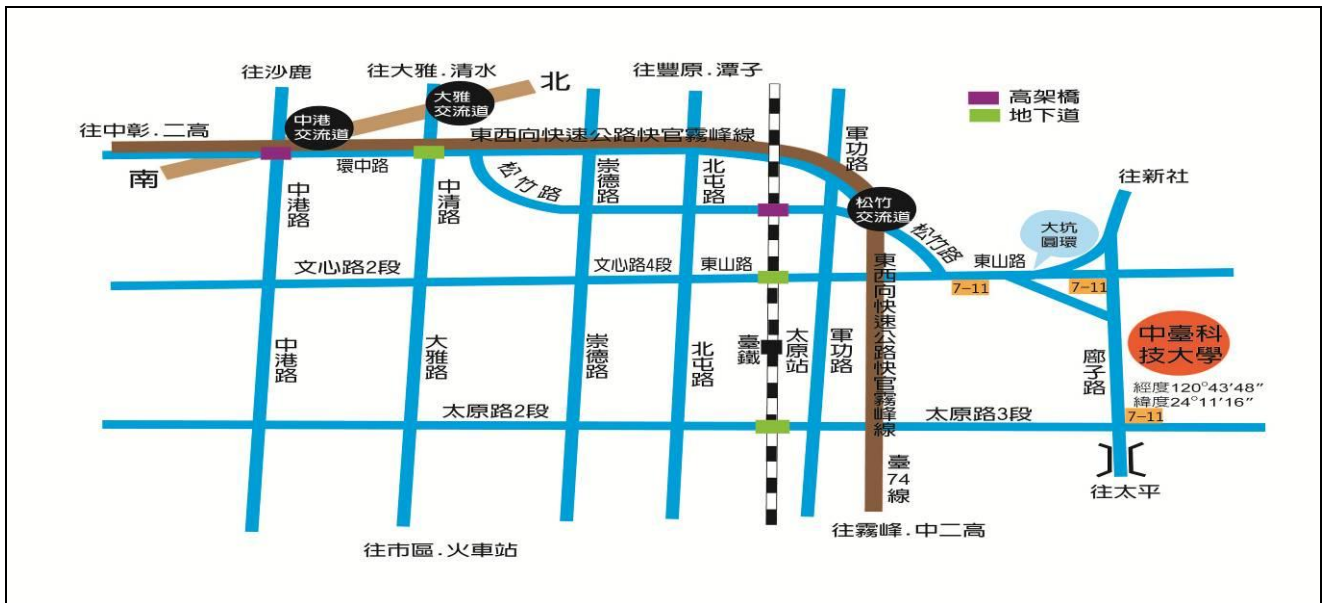 往沙鹿
往大雅.清水
北
往豐原.潭子
高架橋
地下道
大雅
交流道
中港
交流道
往中彰.二高
東西向快速公路快官霧峰線
軍功路
南
環中路
松竹路
崇德路
北屯路
往新社
中港路
中清路
松竹
交流道
松竹路
大坑
圓環
文心路2段
文心路4段
東山路
東山路
7-11
7-11
東西向快速公路快官霧峰線
中港路
大雅路
崇德路
北屯路
臺鐵
太原站
軍功路
廍子路
中臺科
技大學
經度120°43'48"
緯度24°11'16"
7-11
太原路2段
太原路3段
臺74線
往太平
往霧峰.中二高
往市區.火車站